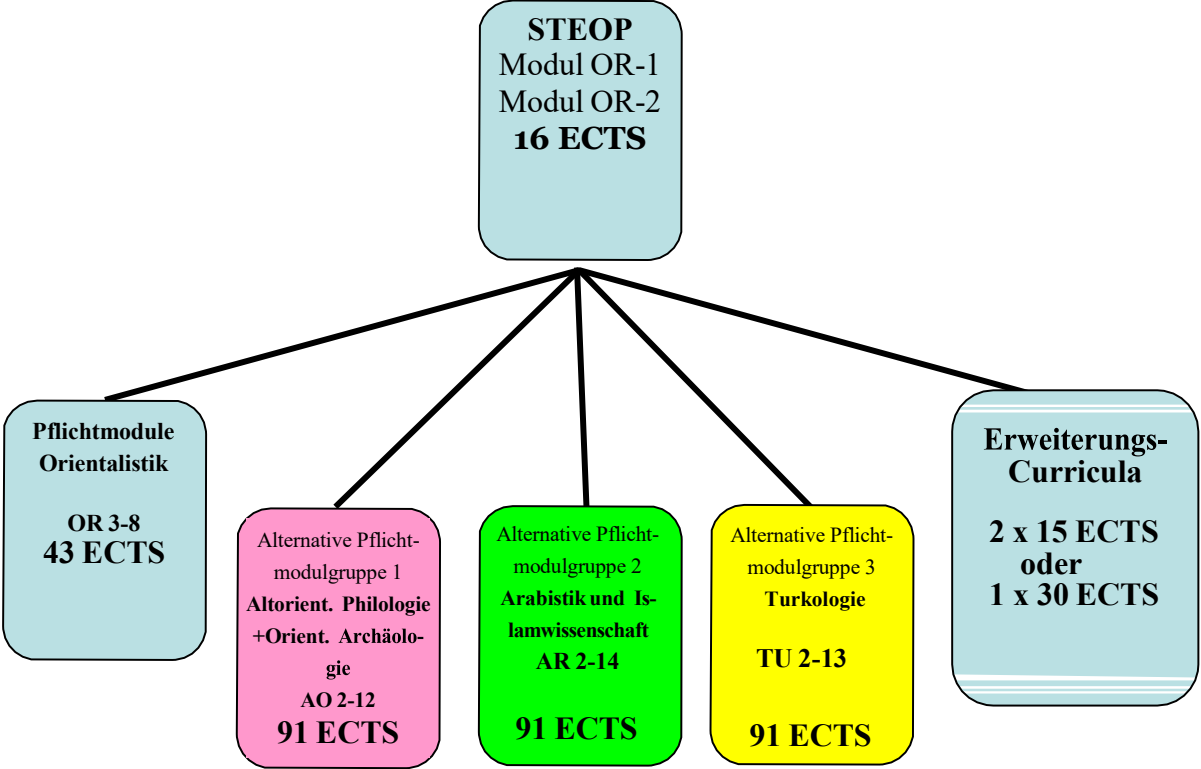 STEOP
Modul OR-1
Modul OR-2
16 ECTS
Pflichtmodule
Orientalistik
OR 3-8
43 ECTS
Alternative Pflicht-
modulgruppe 1
Altorient. Philologie
+Orient. Archäolo-
gie
AO 2-12
91 ECTS
Alternative Pflicht-
modulgruppe 2
Arabistik und Is-
lamwissenschaft
AR 2-14
91 ECTS
Alternative Pflicht-
modulgruppe 3
Turkologie
TU 2-13
91 ECTS
Erweiterungs-
Curricula
2 x 15 ECTS
oder
1 x 30 ECTS